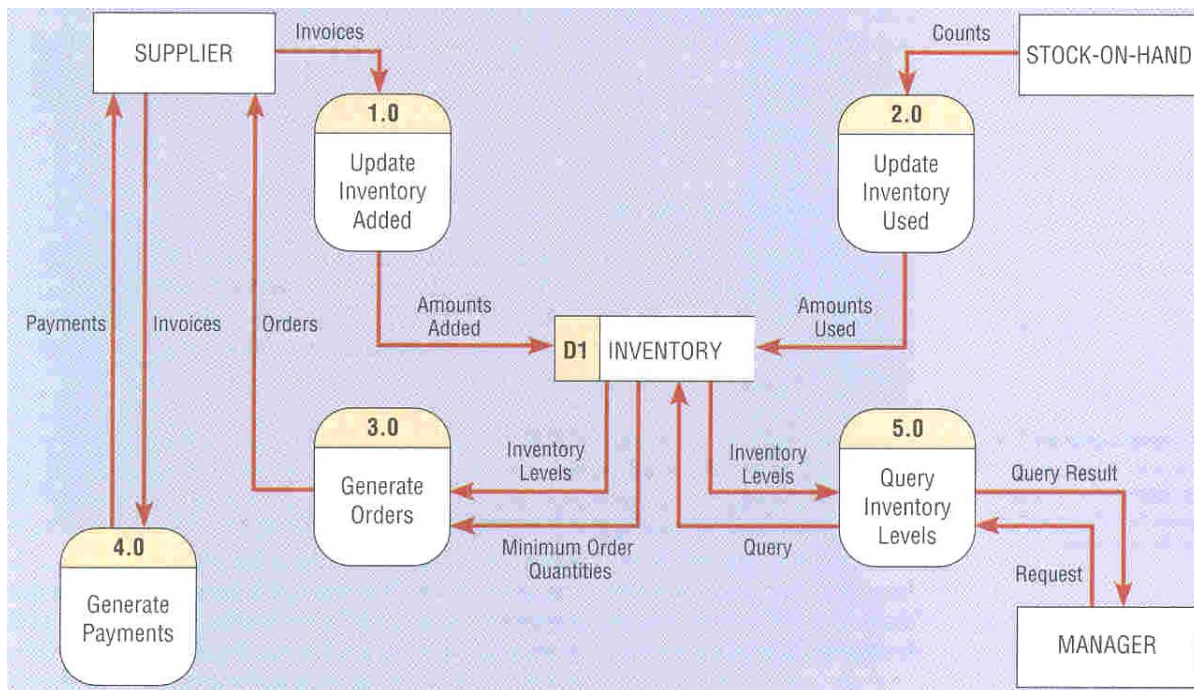 SUPPLIER
Invoices
Counts
STOCK-ON-HAND
1.0
Update
Inventory
Added
2.0
Update
Inventory
Used
Payments
Invoices
Orders
Amounts
Added
Amounts
Used
D1 INVENTORY
3.0
Generate
Orders
Inventory
Levels
Inventory
Levels
5.0
Query
Inventory
Levels
Query Result
Minimum Order
Quantities
Query
Request
4.0
Generate
Payments
MANAGER